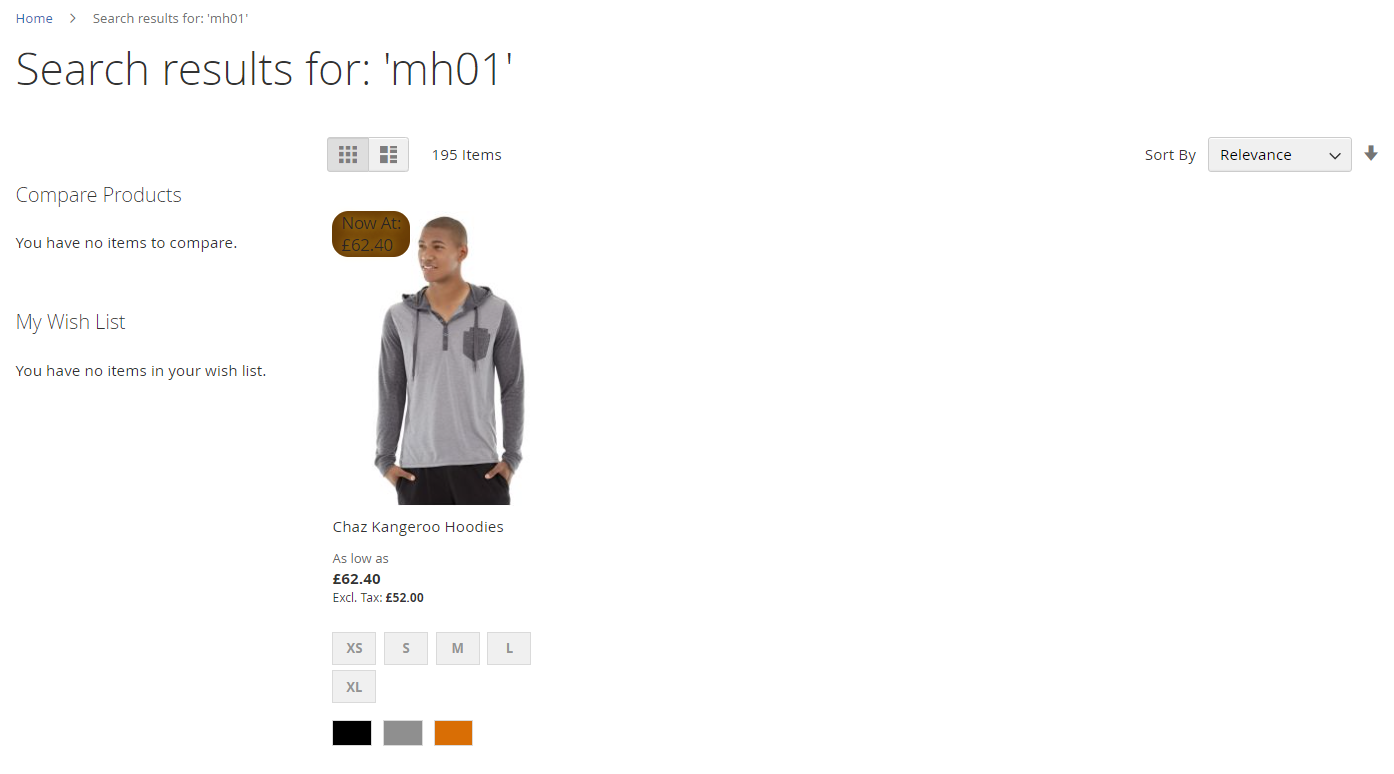 Home > Search results for: 'mh01'
Search results for: 'mh01'
195 Items
Sort By Relevance
Compare Products
You have no items to compare.
My Wish List
You have no items in your wish list.
Now At:
£62.40
Chaz Kangeroo Hoodies
As low as
£62.40
Excl. Tax: £52.00
XS S M L
XL